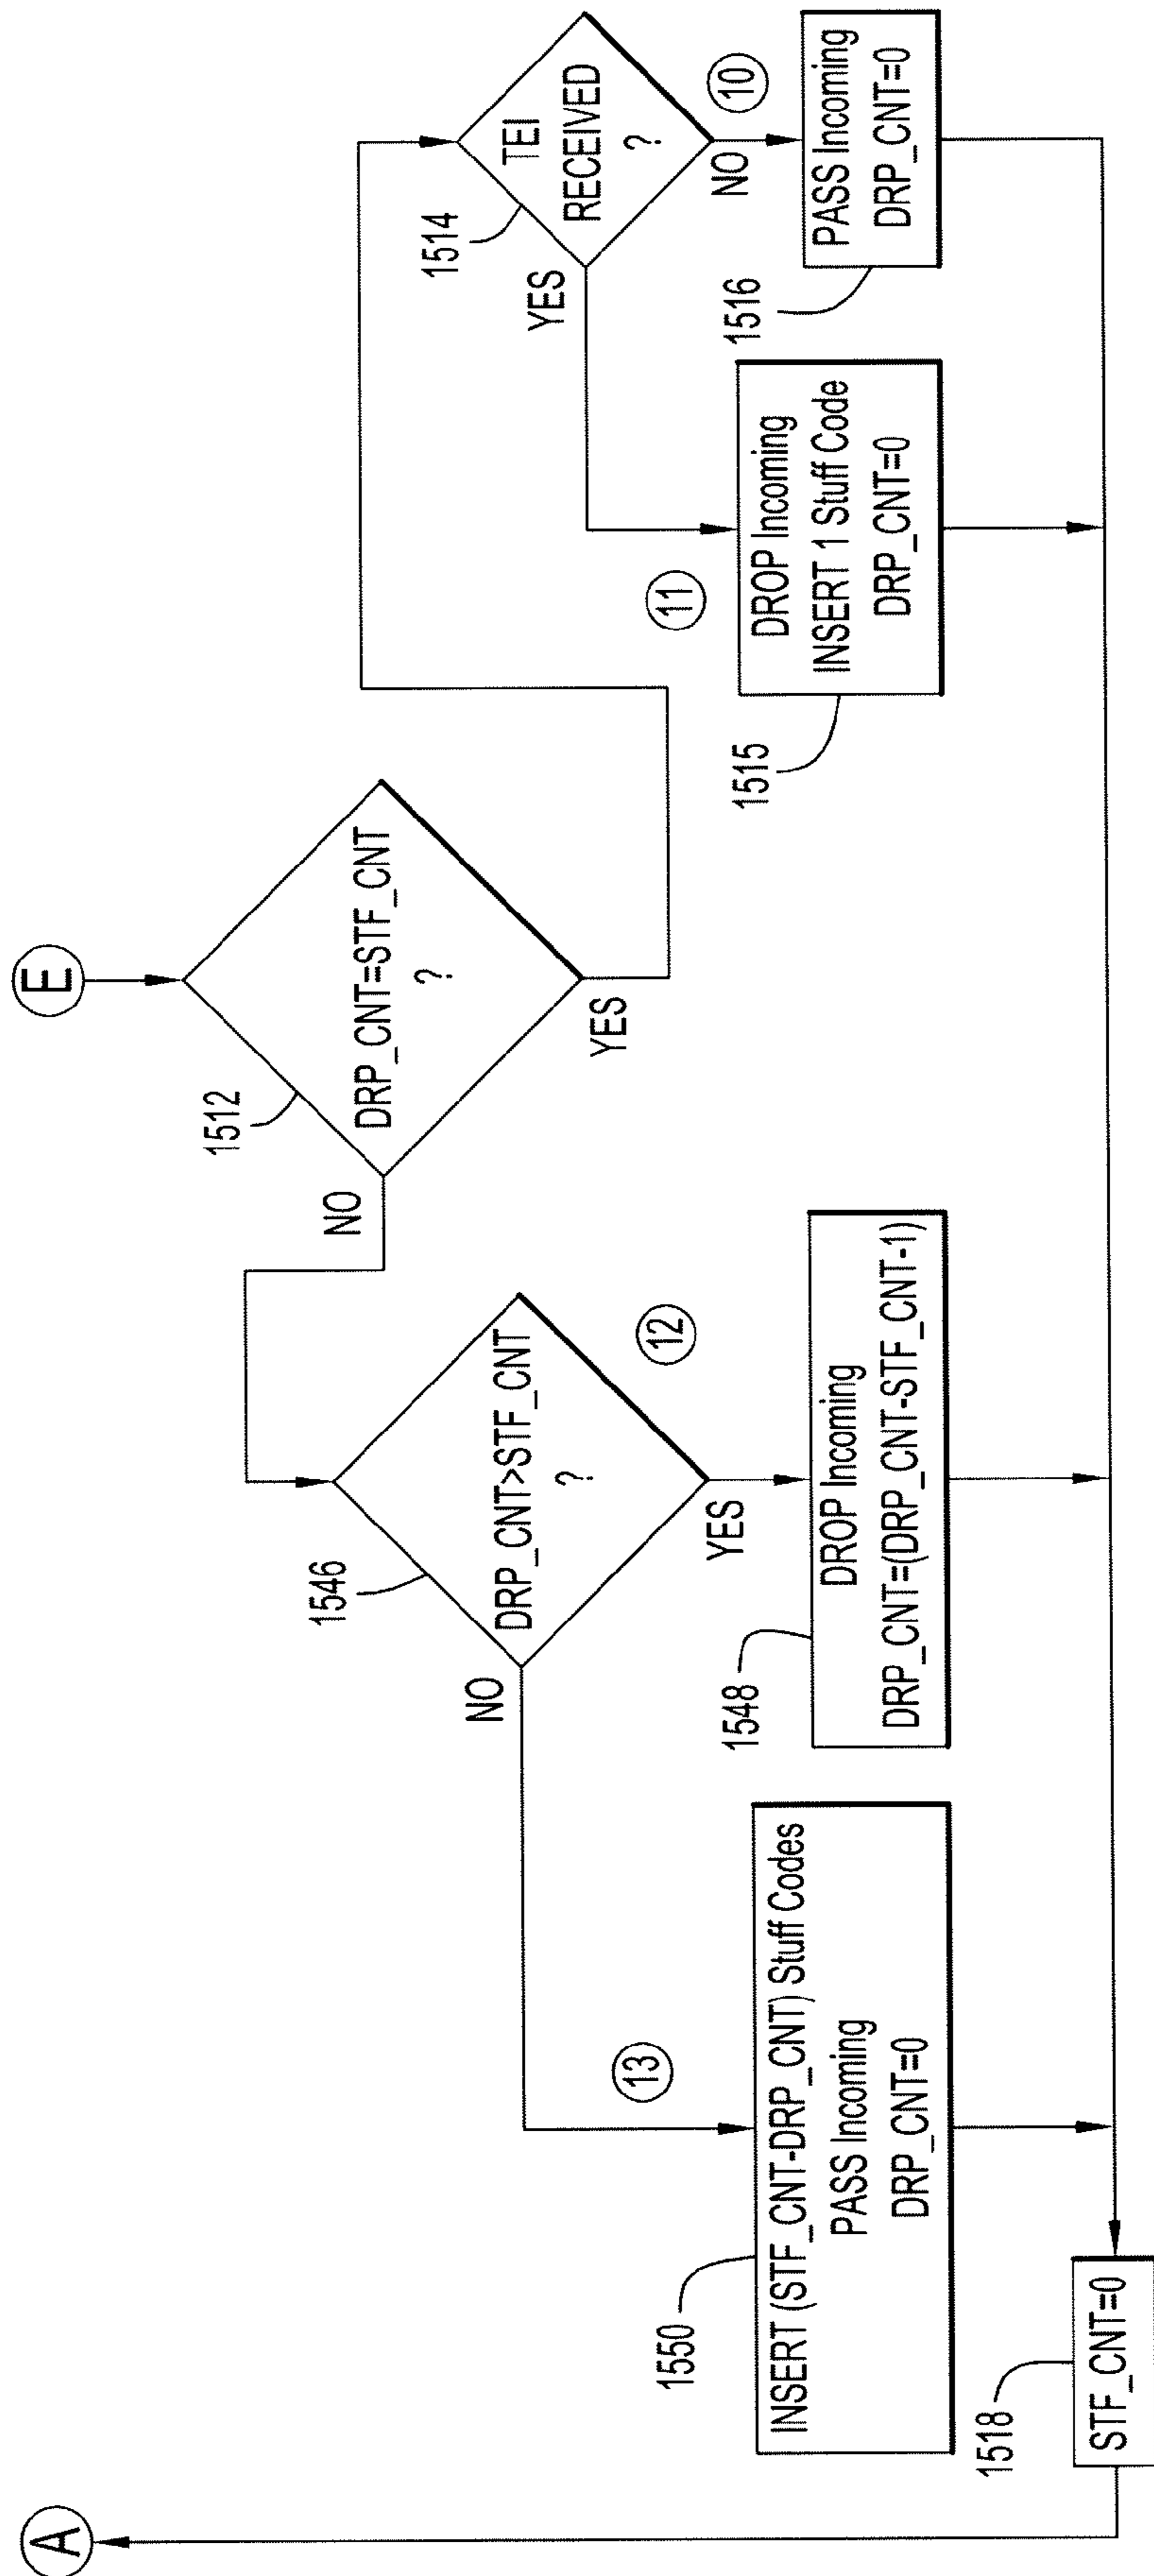 E
1512
DRP_CNT=STF_CNT
?
NO
YES
1514
TEI
RECEIVED
?
YES
NO
10
1546
DRP_CNT>STF_CNT
?
NO
YES
12
13
11
1550
INSERT (STF_CNT-DRP_CNT) Stuff Codes
PASS Incoming
DRP_CNT=0
1548
DROP Incoming
DRP_CNT=(DRP_CNT-STF_CNT-1)
1515
DROP Incoming
INSERT 1 Stuff Code
DRP_CNT=0
1516
PASS Incoming
DRP_CNT=0
1518
STF_CNT=0
A